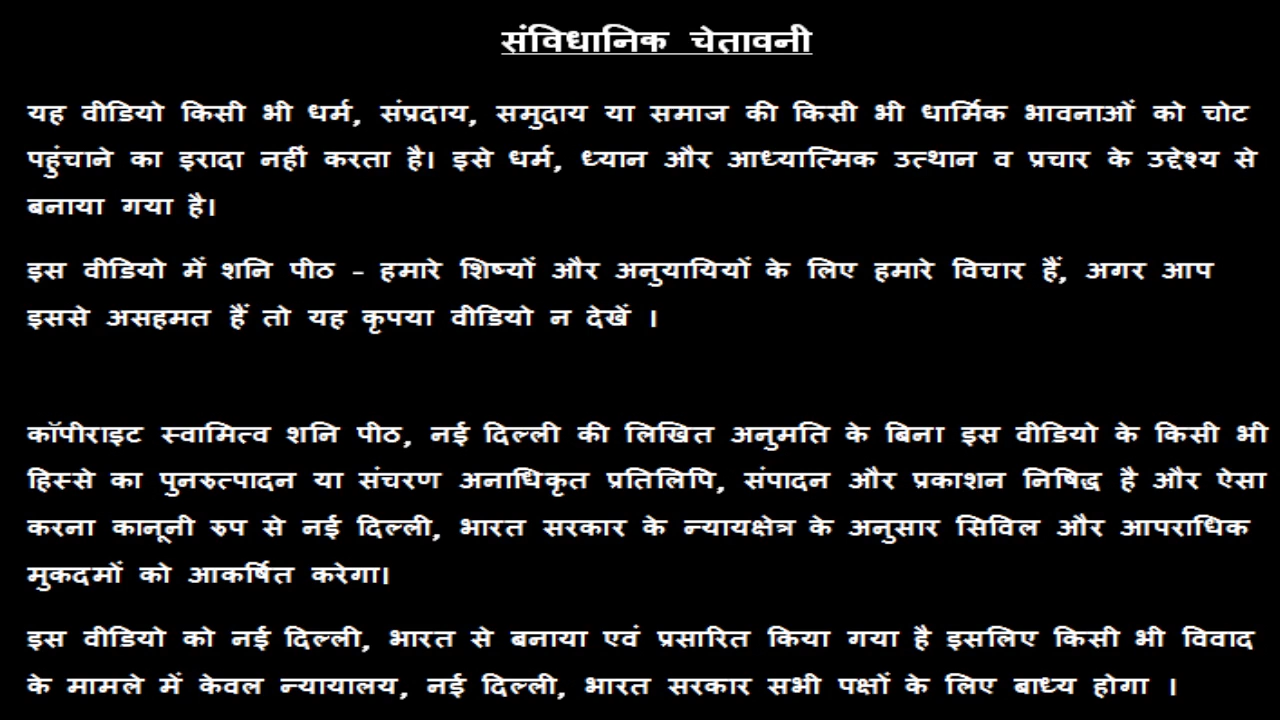 संविधानिक चेतावनी
यह वीडियो किसी भी धर्म, संप्रदाय, समुदाय या समाज की किसी भी धार्मिक भावनाओं को चोट
पहुंचाने का इरादा नहीं करता है। इसे धर्म, ध्यान और आध्यात्मिक उत्थान व प्रचार के उद्देश्य से
बनाया गया है।
इस वीडियो में शनि पीठ – हमारे शिष्यों और अनुयायियों के लिए हमारे विचार हैं, अगर आप
इससे असहमत हैं तो यह कृपया वीडियो न देखें ।
कॉपीराइट स्वामित्व शनि पीठ, नई दिल्ली की लिखित अनुमति के बिना इस वीडियो के किसी भी
हिस्से का पुनरुत्पादन या संचरण अनाधिकृत प्रतिलिपि, संपादन और प्रकाशन निषिद्ध है और ऐसा
करना कानूनी रुप से नई दिल्ली, भारत सरकार के न्यायक्षेत्र के अनुसार सिविल और आपराधिक
मुकदमों को आकर्षित करेगा।
इस वीडियो को नई दिल्ली, भारत से बनाया एवं प्रसारित किया गया है इसलिए किसी भी विवाद
के मामले में केवल न्यायालय, नई दिल्ली, भारत सरकार सभी पक्षों के लिए बाध्य होगा ।